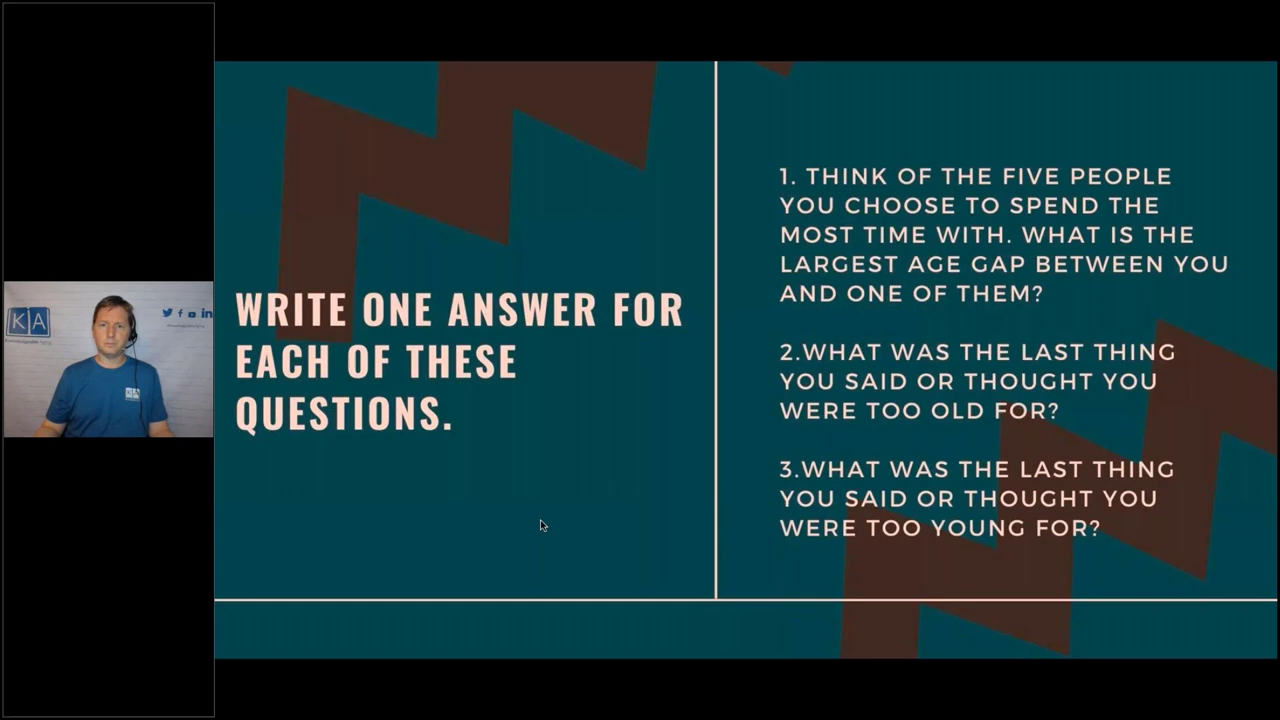 KA
in
WRITE ONE ANSWER FOR
EACH OF THESE
QUESTIONS.
1. THINK OF THE FIVE PEOPLE
YOU CHOOSE TO SPEND THE
MOST TIME WITH. WHAT IS THE
LARGEST AGE GAP BETWEEN YOU
AND ONE OF THEM?
2.WHAT WAS THE LAST THING
YOU SAID OR THOUGHT YOU
WERE TOO OLD FOR?
3.WHAT WAS THE LAST THING
YOU SAID OR THOUGHT YOU
WERE TOO YOUNG FOR?